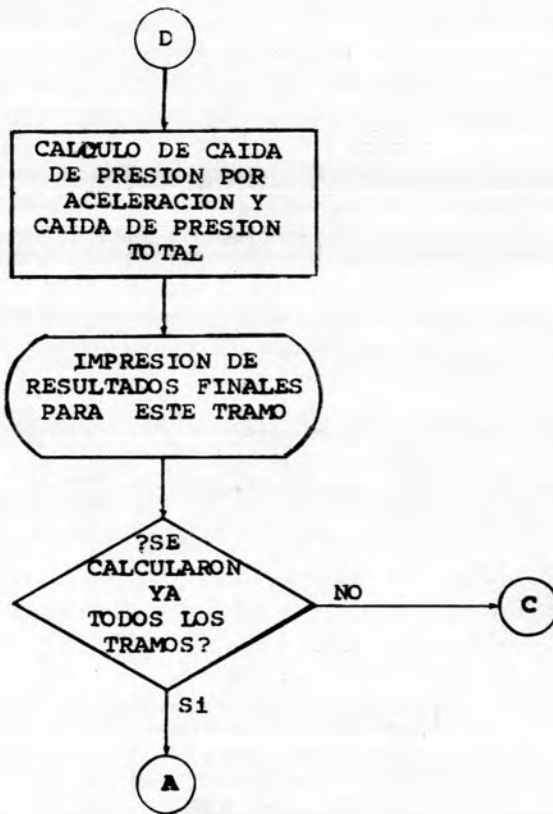 D
CALCULO DE CAIDA
DE PRESION POR
ACELERACION Y
CAIDA DE PRESION
TOTAL
IMPRESION DE
RESULTADOS FINALES
PARA ESTE TRAMO
?SE
CALCULARON
YA
TODOS LOS
TRAMOS?
NO
C
Si
A